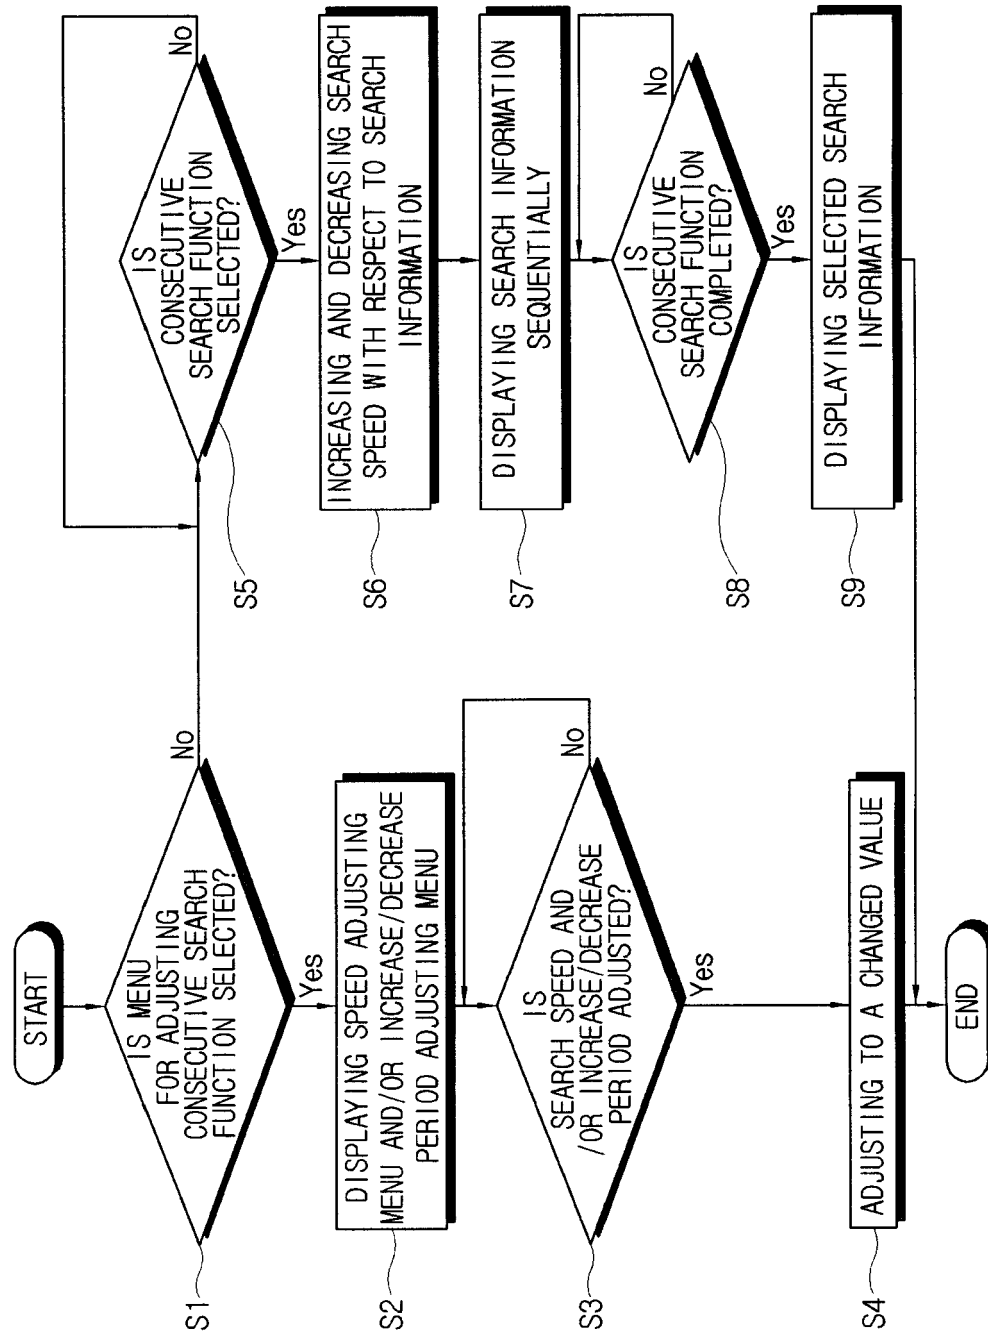 START
IS MENU
FOR ADJUSTING
CONSECUTIVE SEARCH
FUNCTION SELECTED?
S1
No
Yes
DISPLAYING SPEED ADJUSTING
MENU AND/OR INCREASE/DECREASE
PERIOD ADJUSTING MENU
S2
IS
SEARCH SPEED AND
/OR INCREASE/DECREASE
PERIOD ADJUSTED?
S3
No
Yes
ADJUSTING TO A CHANGED VALUE
S4
END
IS
CONSECUTIVE
SEARCH FUNCTION
SELECTED?
S5
No
Yes
INCREASING AND DECREASING SEARCH
SPEED WITH RESPECT TO SEARCH
INFORMATION
S6
DISPLAYING SEARCH INFORMATION
SEQUENTIALLY
S7
IS
CONSECUTIVE
SEARCH FUNCTION
COMPLETED?
S8
No
Yes
DISPLAYING SELECTED SEARCH
INFORMATION
S9